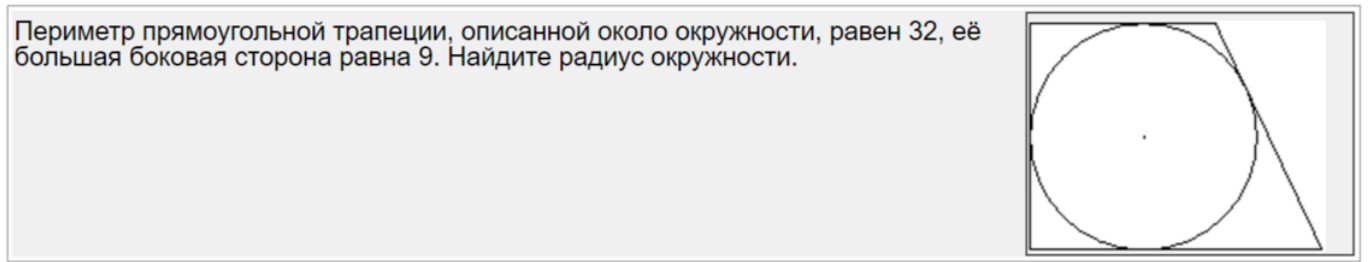 Периметр прямоугольной трапеции, описанной около окружности, равен 32, её
большая боковая сторона равна 9. Найдите радиус окружности.